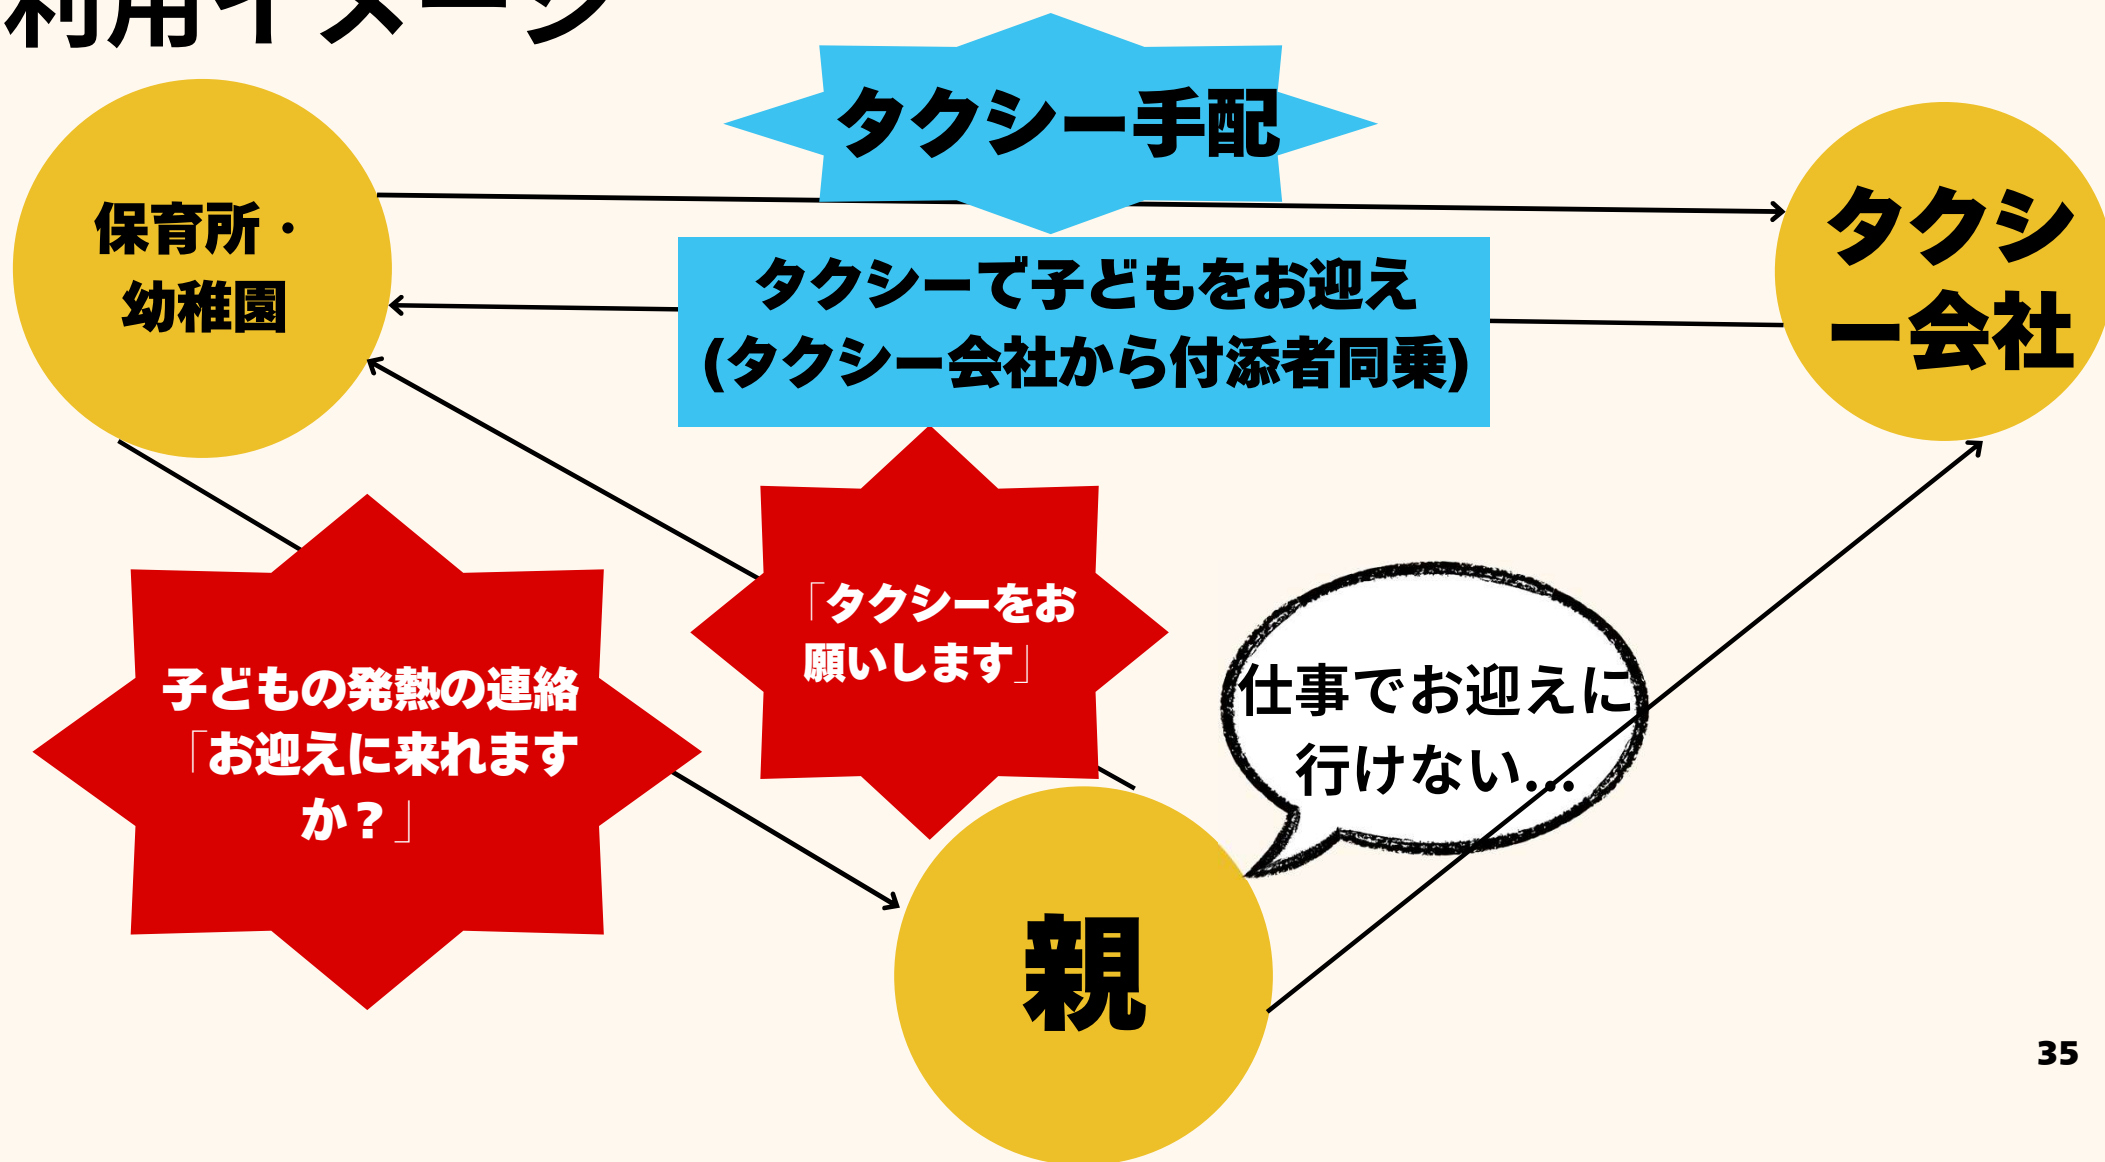 利用イメージ
タクシー手配
保育所・
幼稚園
タクシ
ー会社
タクシーで子どもをお迎え
(タクシー会社から付添者同乗)
「タクシーをお
願いします」
子どもの発熱の連絡
「お迎えに来れます
か？」
仕事でお迎えに
行けない...
親
35